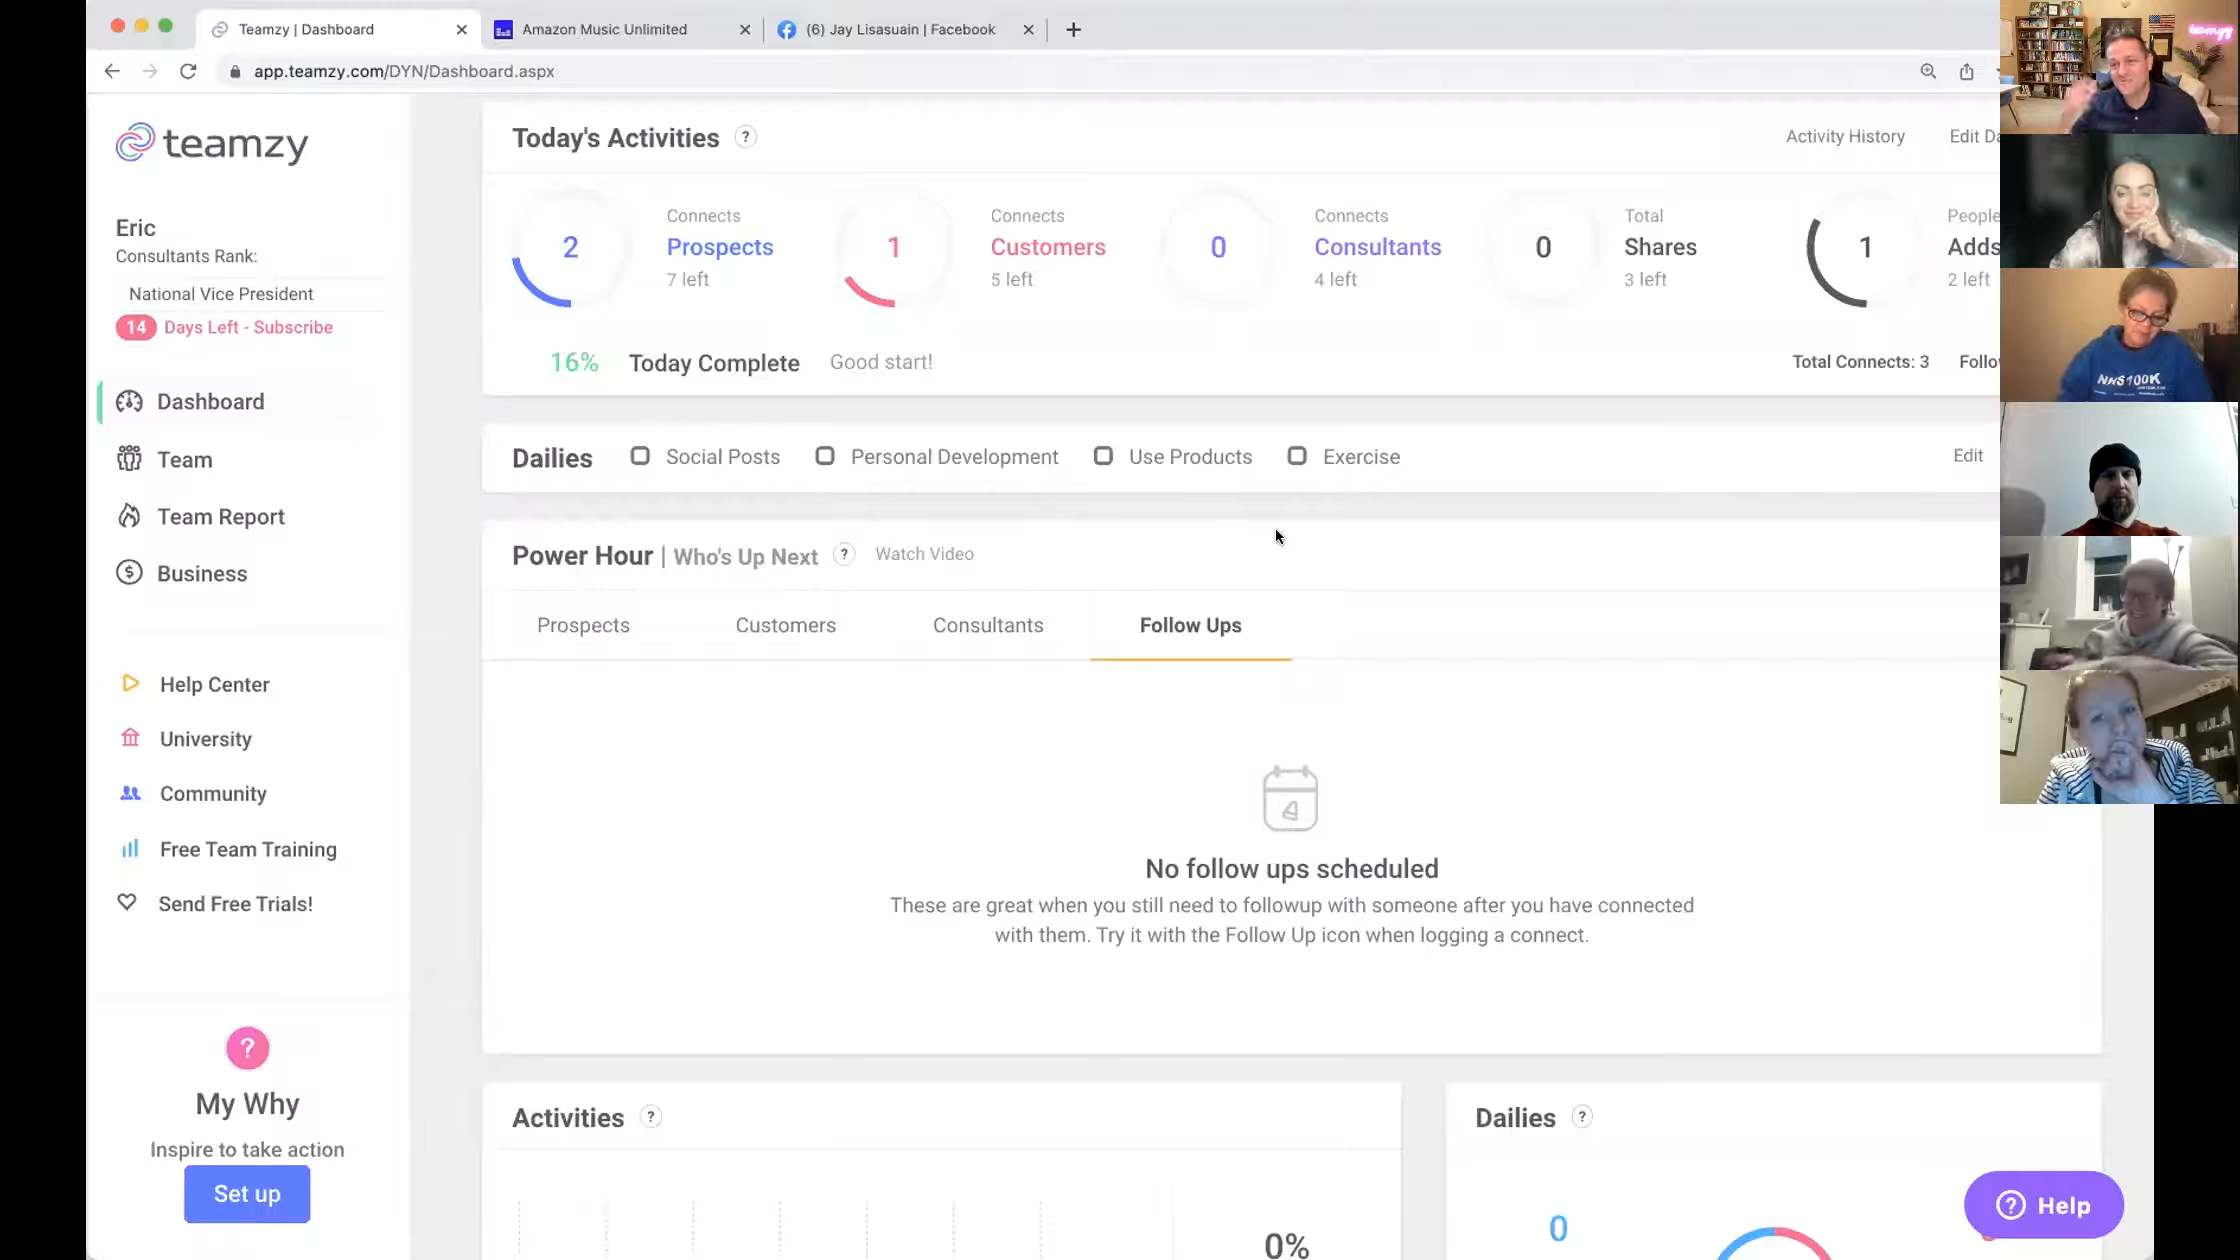 Teamzy | Dashboard
Amazon Music Unlimited
(6) Jay Lisasuain | Facebook
app.teamzy.com/DYN/Dashboard.aspx
teamzy
teamzy
Eric
Consultants Rank:
National Vice President
14 Days Left - Subscribe
Dashboard
Team
Team Report
Business
Help Center
University
Community
Free Team Training
Send Free Trials!
?
My Why
Inspire to take action
Set up
Today's Activities ?
Activity History
Edit Da
2
Connects
Prospects
7 left
1
Connects
Customers
5 left
0
Connects
Consultants
4 left
0
Total
Shares
3 left
1
People
Adds
2 left
16% Today Complete Good start!
Total Connects: 3 Follo
Dailies Social Posts Personal Development Use Products Exercise Edit
Power Hour | Who's Up Next ? Watch Video
Prospects Customers Consultants Follow Ups
No follow ups scheduled
These are great when you still need to followup with someone after you have connected
with them. Try it with the Follow Up icon when logging a connect.
Activities ?
0%
Dailies ?
0
? Help
NHS100K